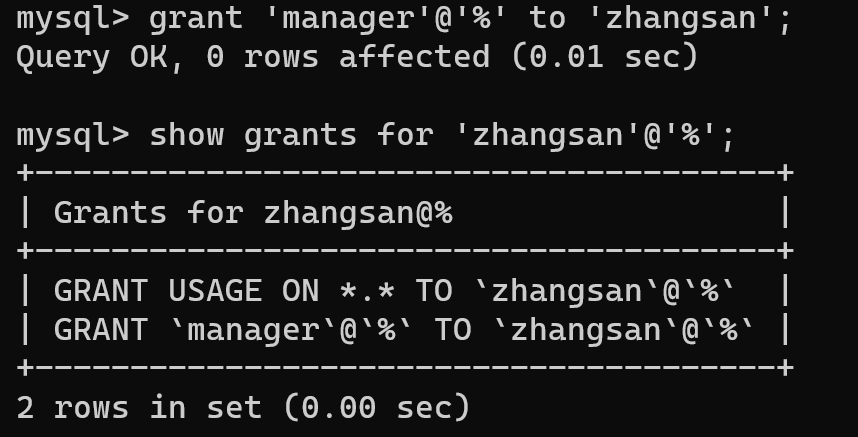 mysql> grant 'manager'@'%' to 'zhangsan';
Query OK, 0 rows affected (0.01 sec)
mysql> show grants for 'zhangsan'@'%';
+---------------------------------------+
| Grants for zhangsan@%                 |
+---------------------------------------+
| GRANT USAGE ON *.* TO `zhangsan`@`%`  |
| GRANT `manager`@`%` TO `zhangsan`@`%` |
+---------------------------------------+
2 rows in set (0.00 sec)